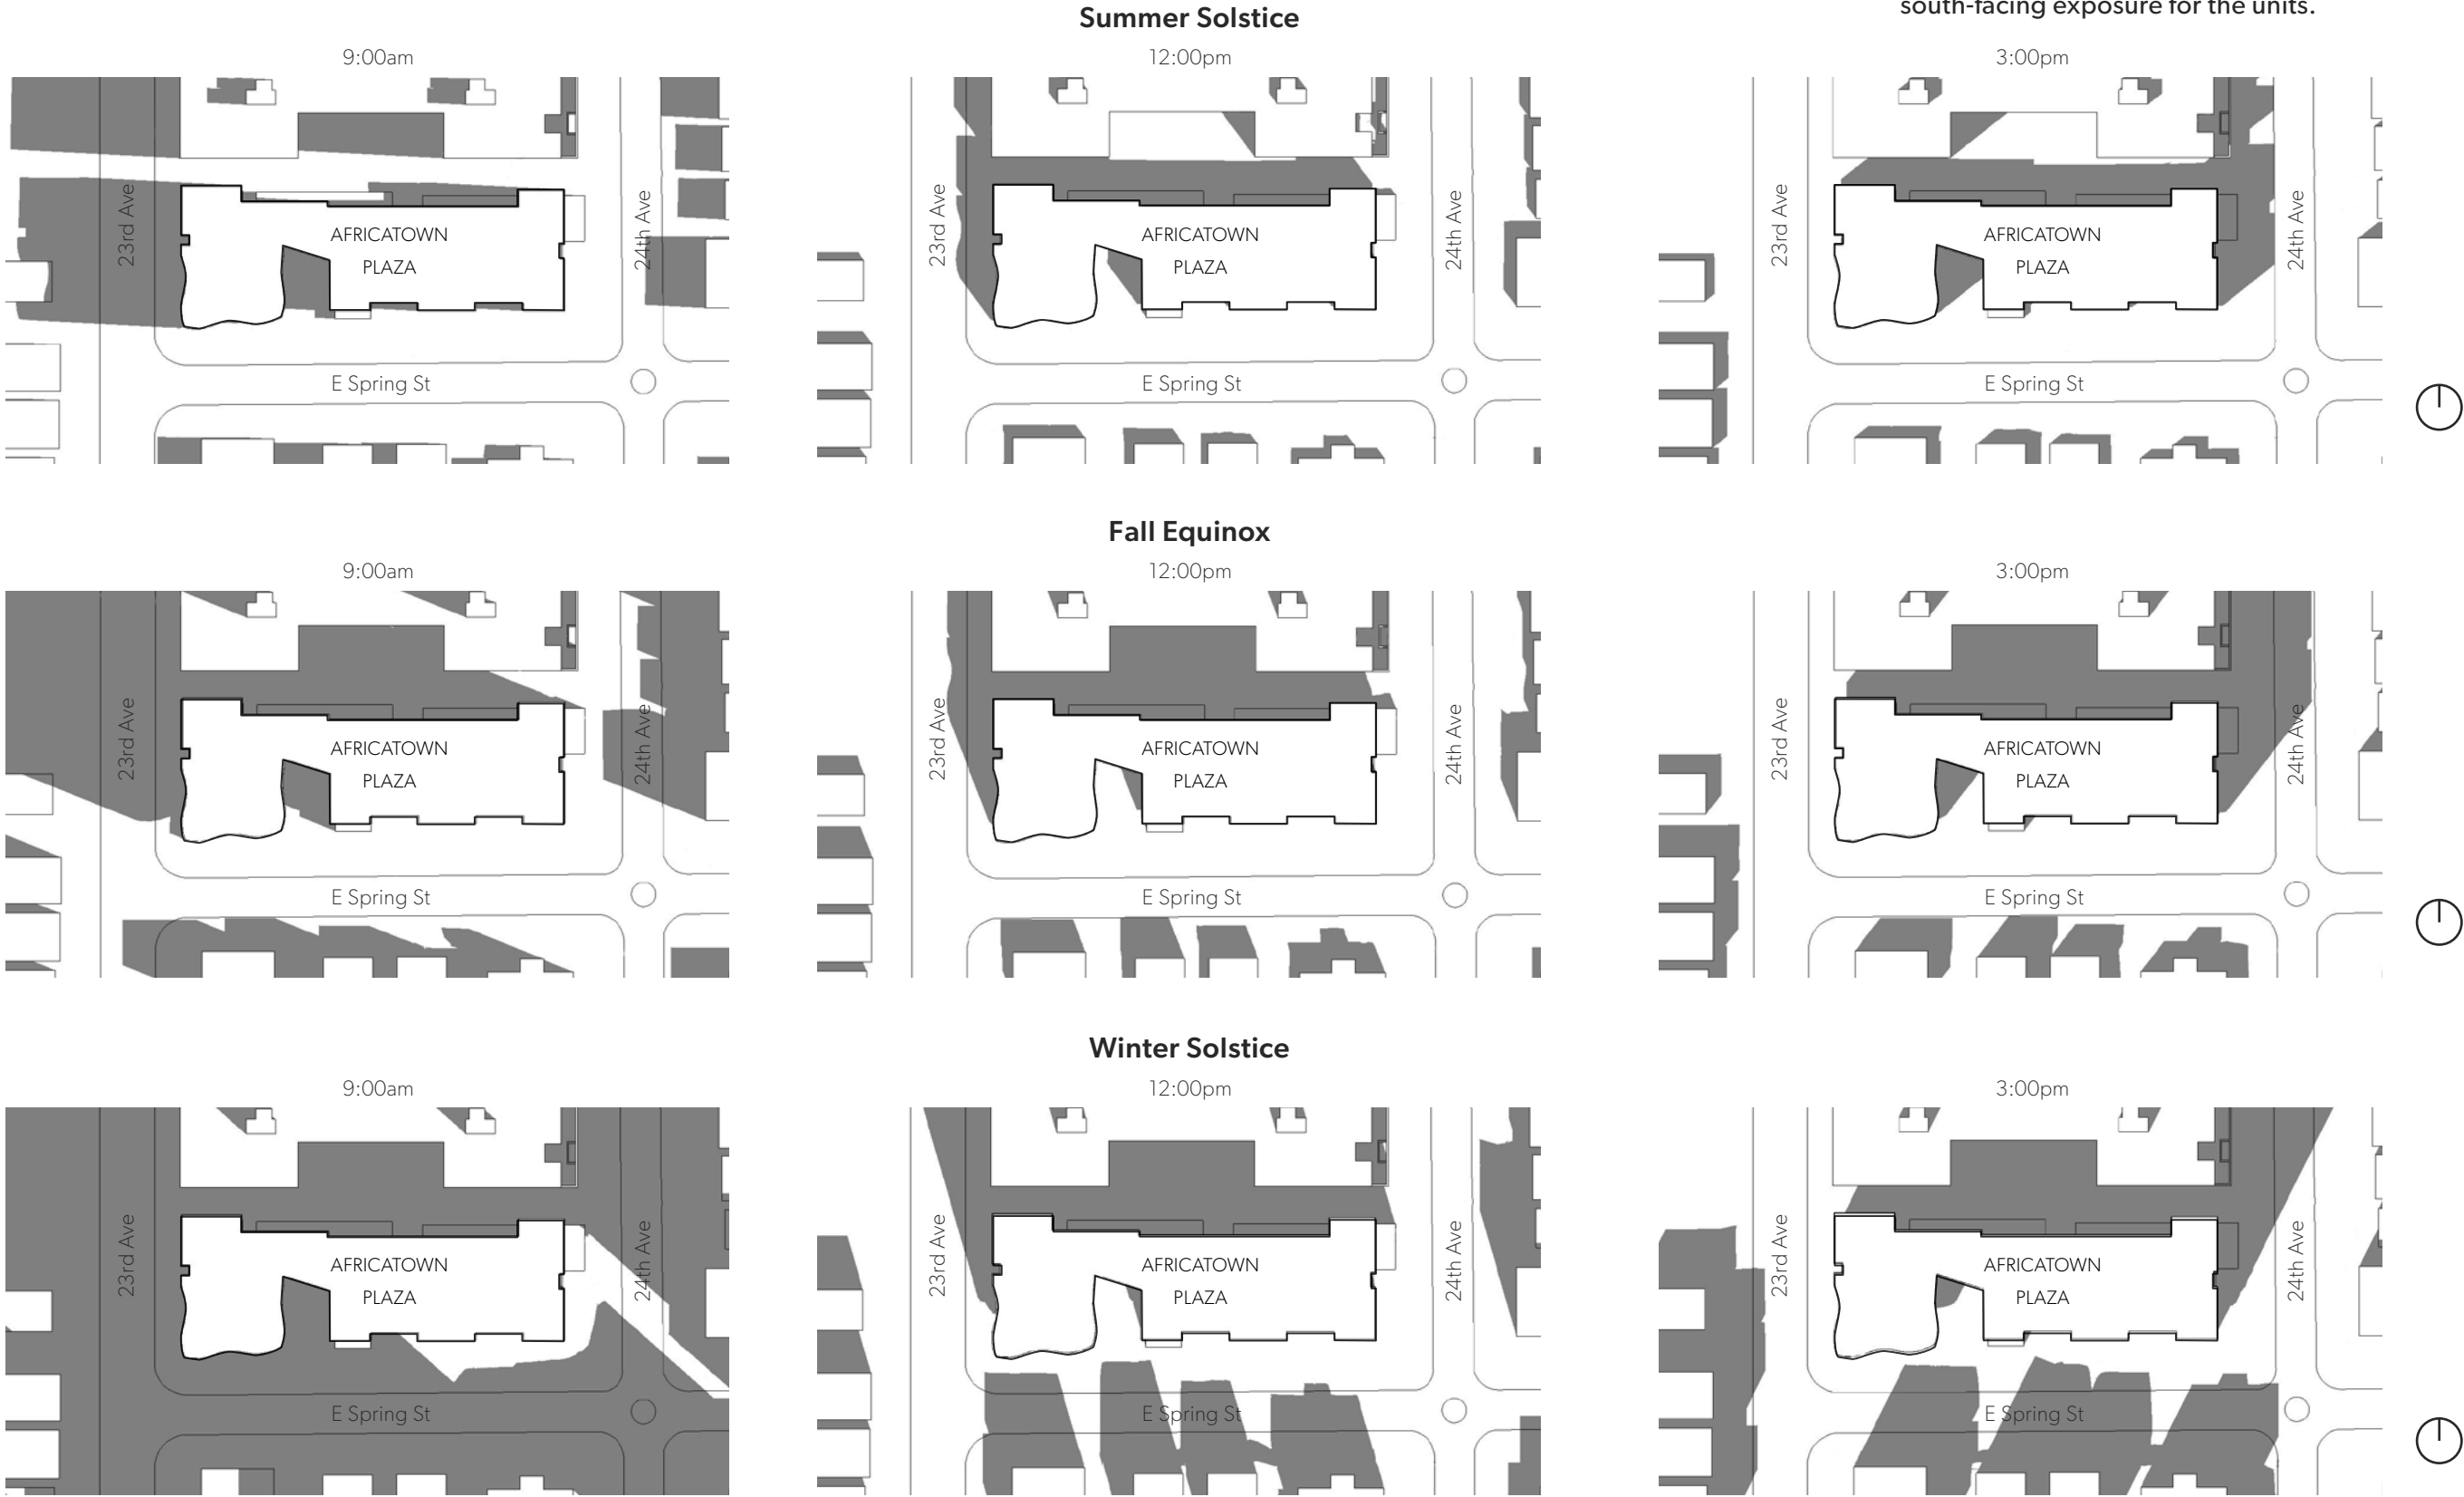 south-facing exposure for the units.
Summer Solstice
9:00am
12:00pm
3:00pm
23rd Ave
AFRICATOWN
PLAZA
24th Ave
E Spring St
23rd Ave
AFRICATOWN
PLAZA
24th Ave
E Spring St
23rd Ave
AFRICATOWN
PLAZA
24th Ave
E Spring St
Fall Equinox
9:00am
12:00pm
3:00pm
23rd Ave
AFRICATOWN
PLAZA
24th Ave
E Spring St
23rd Ave
AFRICATOWN
PLAZA
24th Ave
E Spring St
23rd Ave
AFRICATOWN
PLAZA
24th Ave
E Spring St
Winter Solstice
9:00am
12:00pm
3:00pm
23rd Ave
AFRICATOWN
PLAZA
24th Ave
E Spring St
23rd Ave
AFRICATOWN
PLAZA
24th Ave
E Spring St
23rd Ave
AFRICATOWN
PLAZA
24th Ave
E Spring St